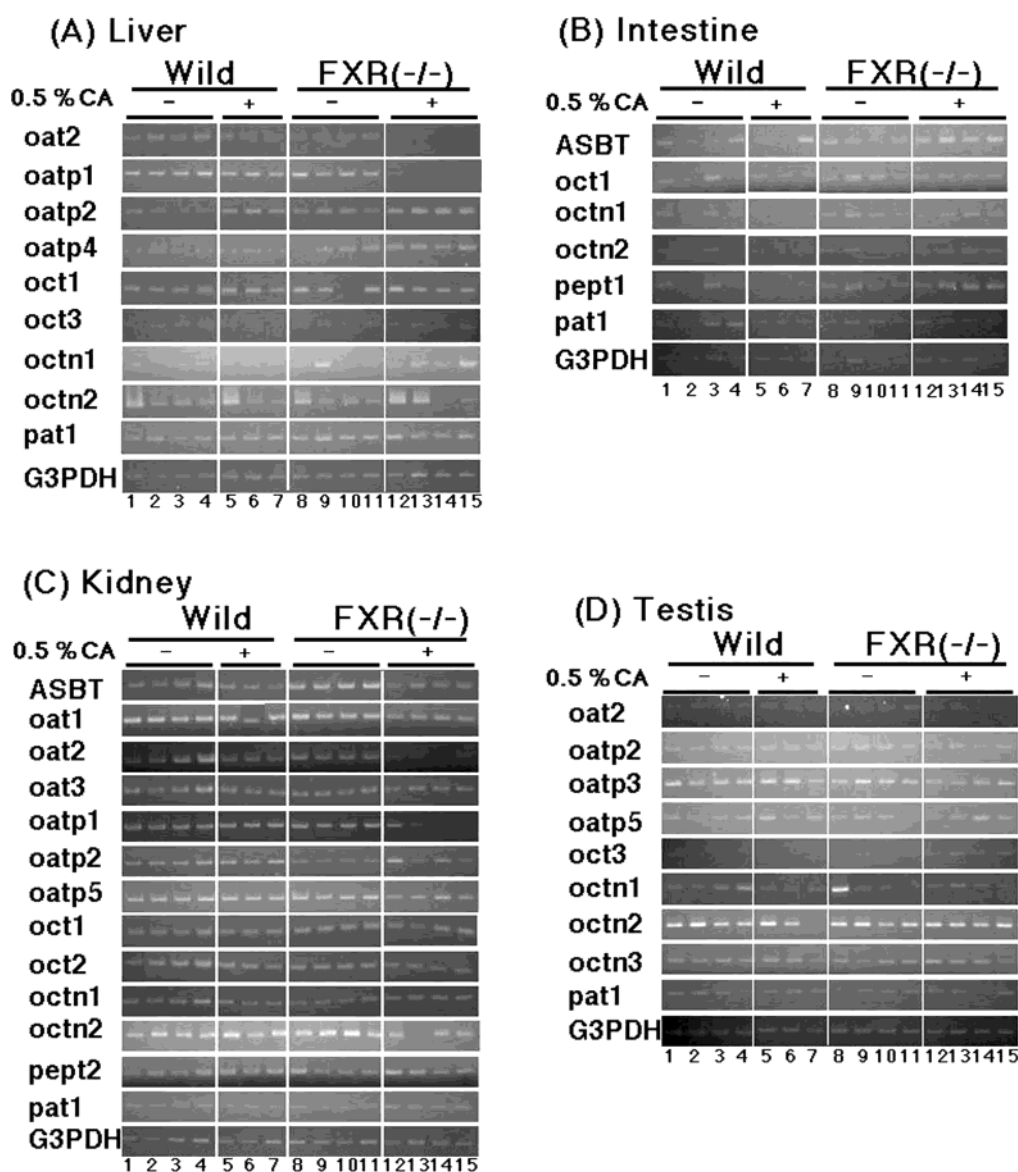 (A) Liver
Wild FXR(-/-)
0.5 % CA − + − +
oat2
oatp1
oatp2
oatp4
oct1
oct3
octn1
octn2
pat1
G3PDH
1 2 3 4 5 6 7 8 9 10 11 12 13 14 15
(B) Intestine
Wild FXR(-/-)
0.5 % CA − + − +
ASBT
oct1
octn1
octn2
pept1
pat1
G3PDH
1 2 3 4 5 6 7 8 9 10 11 12 13 14 15
(C) Kidney
Wild FXR(-/-)
0.5 % CA − + − +
ASBT
oat1
oat2
oat3
oatp1
oatp2
oatp5
oct1
oct2
octn1
octn2
pept2
pat1
G3PDH
1 2 3 4 5 6 7 8 9 10 11 12 13 14 15
(D) Testis
Wild FXR(-/-)
0.5 % CA − + − +
oat2
oatp2
oatp3
oatp5
oct3
octn1
octn2
octn3
pat1
G3PDH
1 2 3 4 5 6 7 8 9 10 11 12 13 14 15